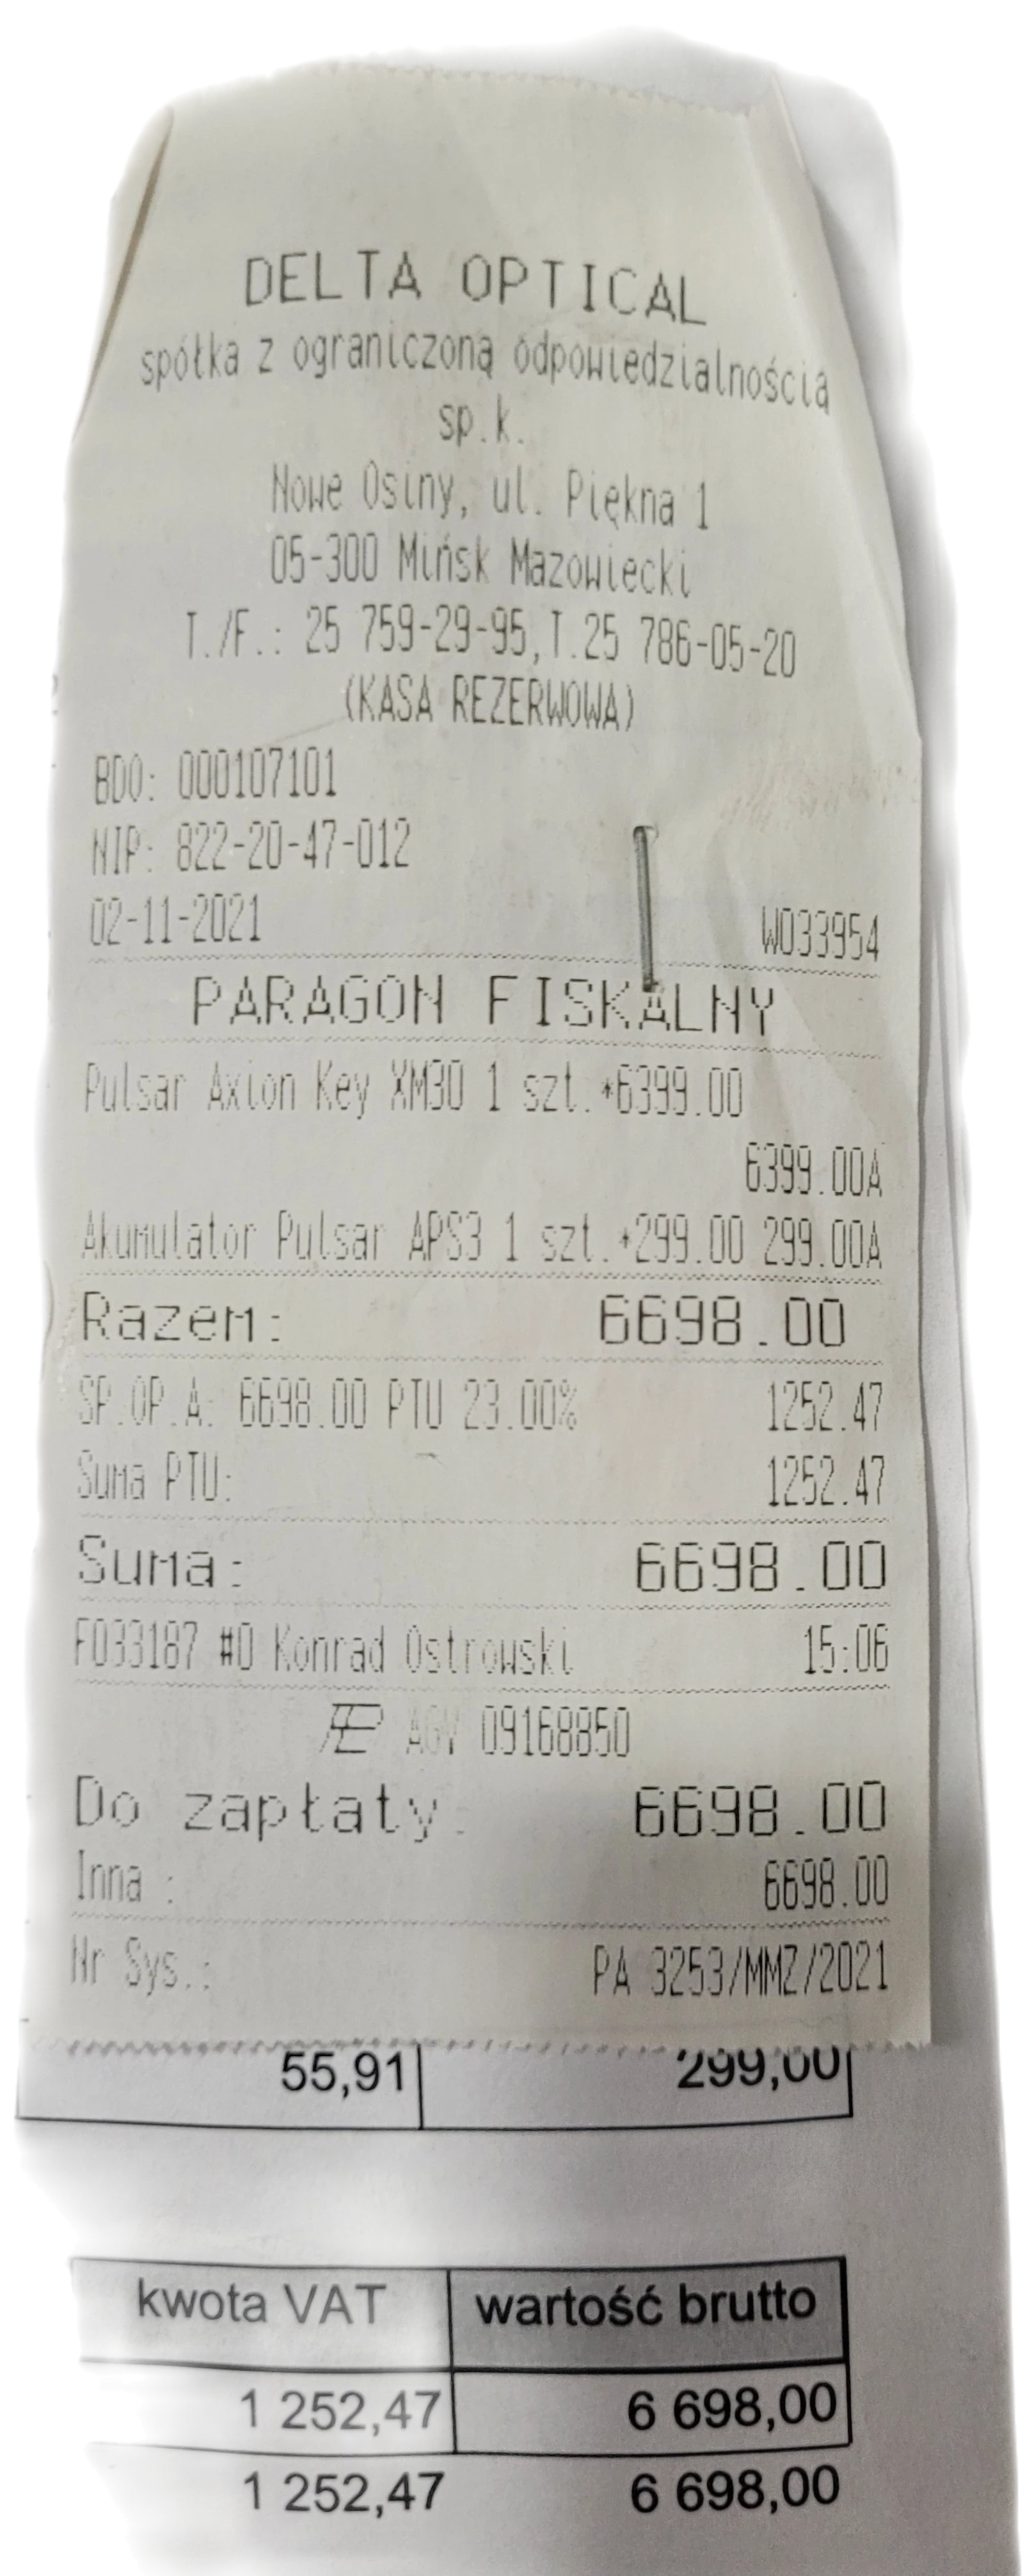 DELTA OPTICAL
spółka z ograniczoną odpowiedzialnością
sp.k.
Nowe Osiny, ul. Piękna 1
05-300 Mińsk Mazowiecki
T./F.: 25 759-29-95,T.25 786-05-20
(KASA REZERWOWA)
BDO: 000107101
NIP: 822-20-47-012
02-11-2021 W033954
PARAGON FISKALNY
Pulsar Axion Key XM30 1 szt.*6399.00
6399.00A
Akumulator Pulsar APS3 1 szt.*299.00 299.00A
Razem: 6698.00
SP.OP.A: 6698.00 PTU 23.00% 1252.47
Suma PTU: 1252.47
Suma: 6698.00
F033187 #0 Konrad Ostrowski 15:06
AGV 09168850
Do zapłaty: 6698.00
Inna : 6698.00
Nr Sys.: PA 3253/MMZ/2021
55,91 299,00
kwota VAT wartość brutto
1 252,47 6 698,00
1 252,47 6 698,00